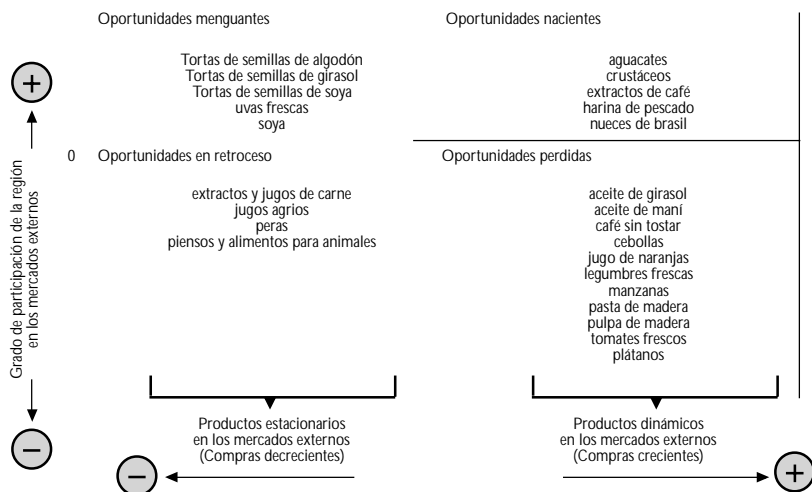 Oportunidades menguantes
Tortas de semillas de algodón
Tortas de semillas de girasol
Tortas de semillas de soya
uvas frescas
soya
Oportunidades nacientes
aguacates
crustáceos
extractos de café
harina de pescado
nueces de brasil
+
Grado de participación de la región
en los mercados externos
−
0
Oportunidades en retroceso
extractos y jugos de carne
jugos agrios
peras
piensos y alimentos para animales
Oportunidades perdidas
aceite de girasol
aceite de maní
café sin tostar
cebollas
jugo de naranjas
legumbres frescas
manzanas
pasta de madera
pulpa de madera
tomates frescos
plátanos
Productos estacionarios
en los mercados externos
(Compras decrecientes)
Productos dinámicos
en los mercados externos
(Compras crecientes)
−
+